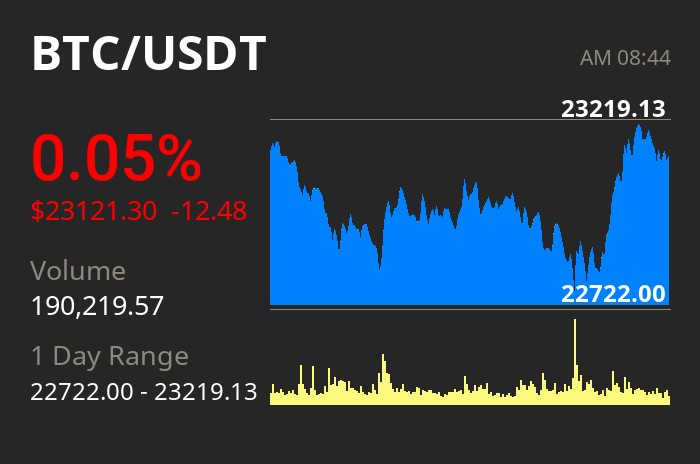 BTC/USDT
AM 08:44
23219.13
0.05%
$23121.30 -12.48
Volume
190,219.57
22722.00
1 Day Range
22722.00 - 23219.13